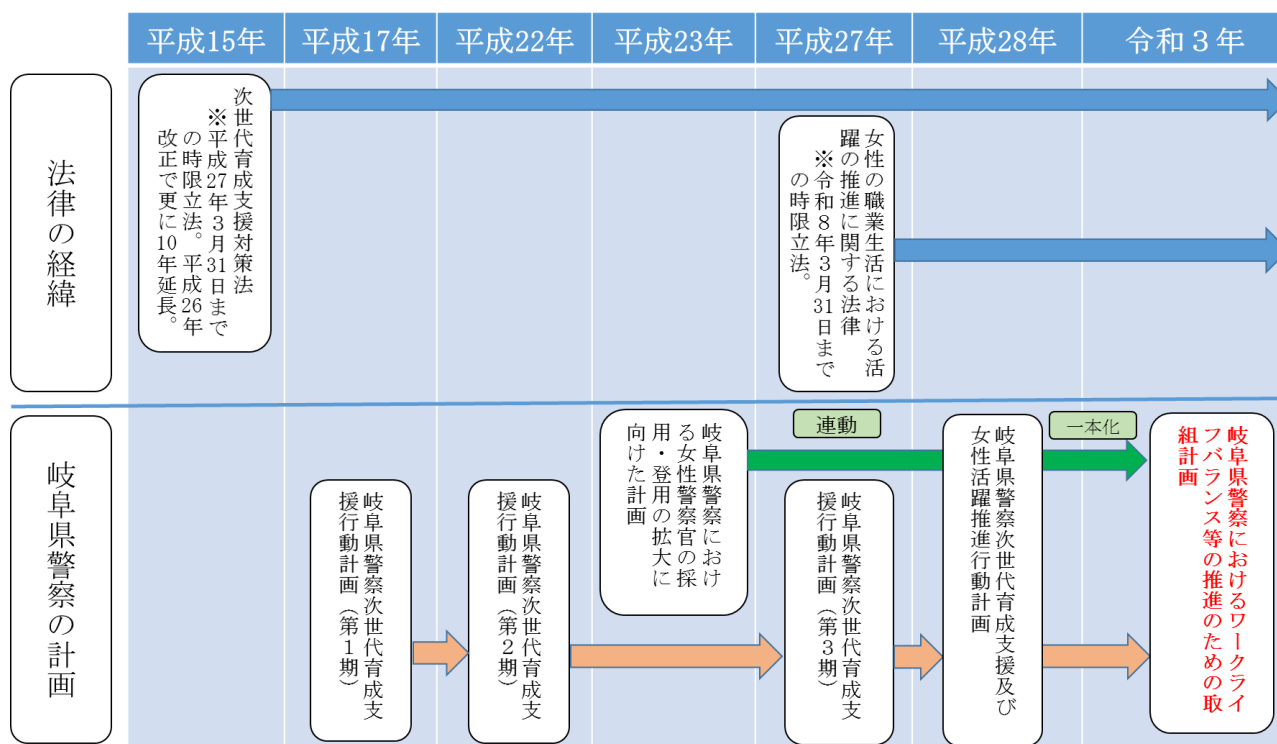 平成15年
平成17年
平成22年
平成23年
平成27年
平成28年
令和３年
法律の経緯
次世代育成支援対策法
※平成27年３月31日まで
の時限立法。平成26年
改正で更に10年延長。
女性の職業生活における活
躍の推進に関する法律
※令和８年３月31日まで
の時限立法。
岐阜県警察の計画
岐阜県警察次世代育成支
援行動計画（第１期）
岐阜県警察次世代育成支
援行動計画（第２期）
岐阜県警察におけ
る女性警察官の採
用・登用の拡大に
向けた計画
連動
岐阜県警察次世代育成支
援行動計画（第３期）
岐阜県警察次世代育成支援及び
女性活躍推進行動計画
一本化
岐阜県警察におけるワークライ
フバランス等の推進のための取
組計画